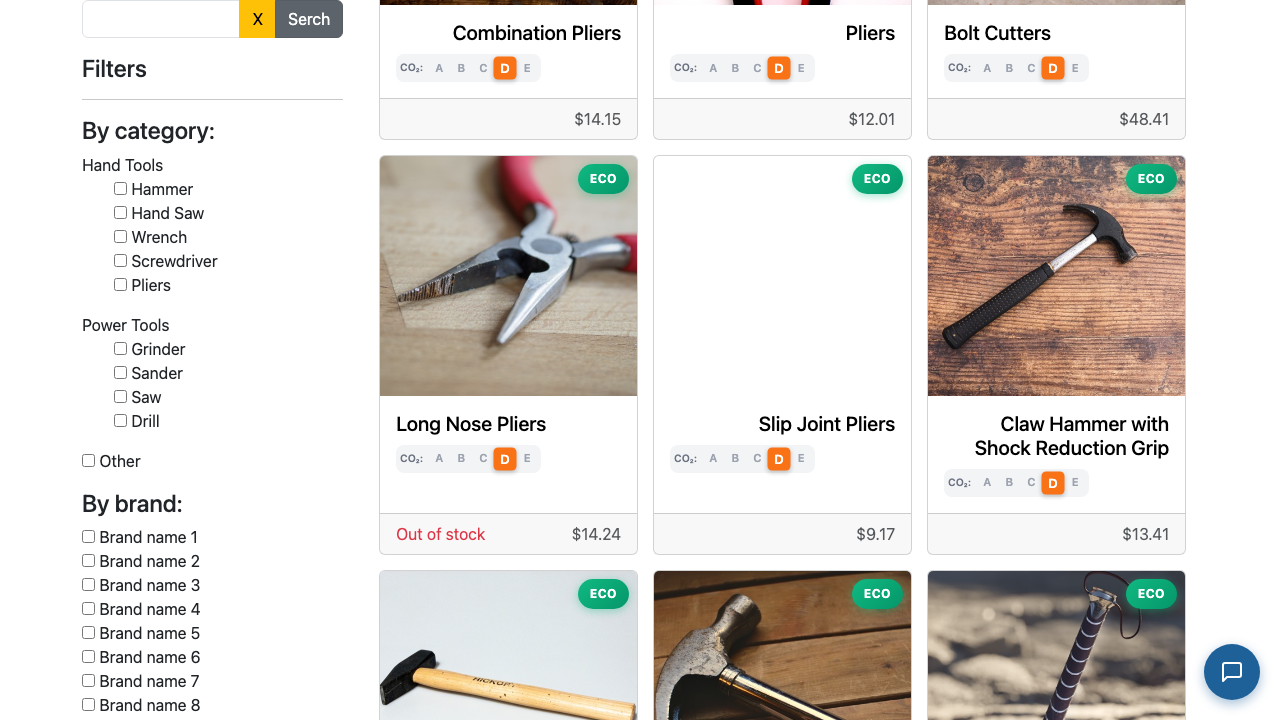 X
Serch
Filters
By category:
Hand Tools
Hammer
Hand Saw
Wrench
Screwdriver
Pliers
Power Tools
Grinder
Sander
Saw
Drill
Other
By brand:
Brand name 1
Brand name 2
Brand name 3
Brand name 4
Brand name 5
Brand name 6
Brand name 7
Brand name 8
Combination Pliers
CO₂: A B C D E
$14.15
Pliers
CO₂: A B C D E
$12.01
Bolt Cutters
CO₂: A B C D E
$48.41
ECO
Long Nose Pliers
CO₂: A B C D E
Out of stock $14.24
ECO
Slip Joint Pliers
CO₂: A B C D E
$9.17
ECO
Claw Hammer with
Shock Reduction Grip
CO₂: A B C D E
$13.41
ECO
ECO
ECO